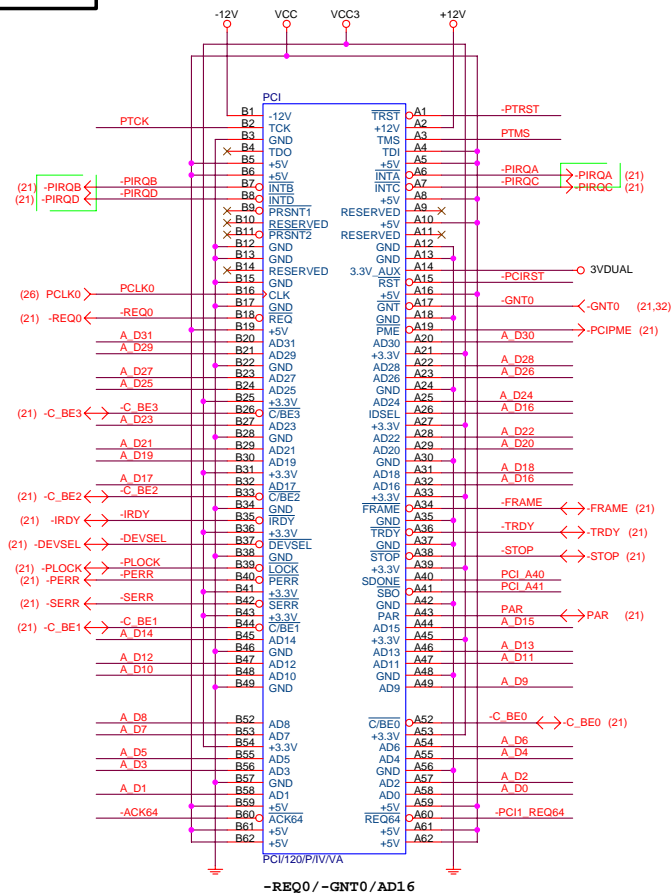 -12V VCC VCC3 +12V
PCI
B1 -12V TRST A1 -PTRST
PTCK B2 TCK +12V A2
B3 GND TMS A3 PTMS
B4 TDO TDI A4
B5 +5V +5V A5
B6 +5V INTA A6 -PIRQA -PIRQA (21)
(21) -PIRQB -PIRQB B7 INTB INTC A7 -PIRQC -PIRQC (21)
(21) -PIRQD -PIRQD B8 INTD +5V A8
B9 PRSNT1 RESERVED A9
B10 RESERVED +5V A10
B11 PRSNT2 RESERVED A11
B12 GND GND A12
B13 GND GND A13
B14 RESERVED 3.3V_AUX A14 3VDUAL
B15 GND RST A15 -PCIRST
(26) PCLK0 PCLK0 B16 CLK +5V A16
B17 GND GNT A17 -GNT0 -GNT0 (21,32)
(21) -REQ0 -REQ0 B18 REQ GND A18
B19 +5V PME A19 -PCIPME (21)
A_D31 B20 AD31 AD30 A20 A_D30
A_D29 B21 AD29 +3.3V A21
B22 GND AD28 A22 A_D28
A_D27 B23 AD27 AD26 A23 A_D26
A_D25 B24 AD25 GND A24
B25 +3.3V AD24 A25 A_D24
(21) -C_BE3 -C_BE3 B26 C/BE3 IDSEL A26 A_D16
A_D23 B27 AD23 +3.3V A27
B28 GND AD22 A28 A_D22
A_D21 B29 AD21 AD20 A29 A_D20
A_D19 B30 AD19 GND A30
B31 +3.3V AD18 A31 A_D18
A_D17 B32 AD17 AD16 A32 A_D16
(21) -C_BE2 -C_BE2 B33 C/BE2 +3.3V A33
B34 GND FRAME A34 -FRAME -FRAME (21)
(21) -IRDY -IRDY B35 IRDY GND A35
B36 +3.3V TRDY A36 -TRDY -TRDY (21)
(21) -DEVSEL -DEVSEL B37 DEVSEL GND A37
B38 GND STOP A38 -STOP -STOP (21)
(21) -PLOCK -PLOCK B39 LOCK +3.3V A39
(21) -PERR -PERR B40 PERR SDONE A40 PCI_A40
B41 +3.3V SBO A41 PCI_A41
(21) -SERR -SERR B42 SERR GND A42
B43 +3.3V PAR A43 PAR PAR (21)
(21) -C_BE1 -C_BE1 B44 C/BE1 AD15 A44 A_D15
A_D14 B45 AD14 +3.3V A45
B46 GND AD13 A46 A_D13
A_D12 B47 AD12 AD11 A47 A_D11
A_D10 B48 AD10 GND A48
B49 GND AD9 A49 A_D9
A_D8 B52 AD8 C/BE0 A52 -C_BE0 -C_BE0 (21)
A_D7 B53 AD7 +3.3V A53
B54 +3.3V AD6 A54 A_D6
A_D5 B55 AD5 AD4 A55 A_D4
A_D3 B56 AD3 GND A56
B57 GND AD2 A57 A_D2
A_D1 B58 AD1 AD0 A58 A_D0
B59 +5V +5V A59
-ACK64 B60 ACK64 REQ64 A60 -PCI1_REQ64
B61 +5V +5V A61
B62 +5V +5V A62
PCI/120/P/IV/VA
-REQ0/-GNT0/AD16